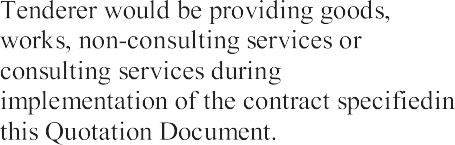 Tenderer would be providing goods,
works, non-consulting services or
consulting services during
implementation of the contract specifiedin
this Quotation Document.